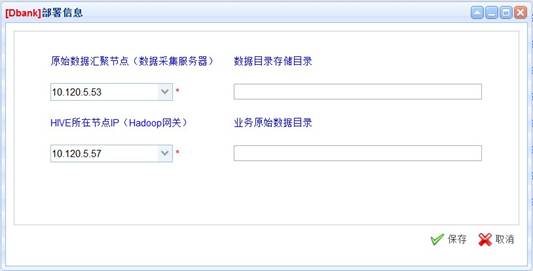 [Dbank]部署信息
原始数据汇聚节点（数据采集服务器） 数据目录存储目录
10.120.5.53 *
HIVE所在节点IP（Hadoop网关） 业务原始数据目录
10.120.5.57 *
保存 取消